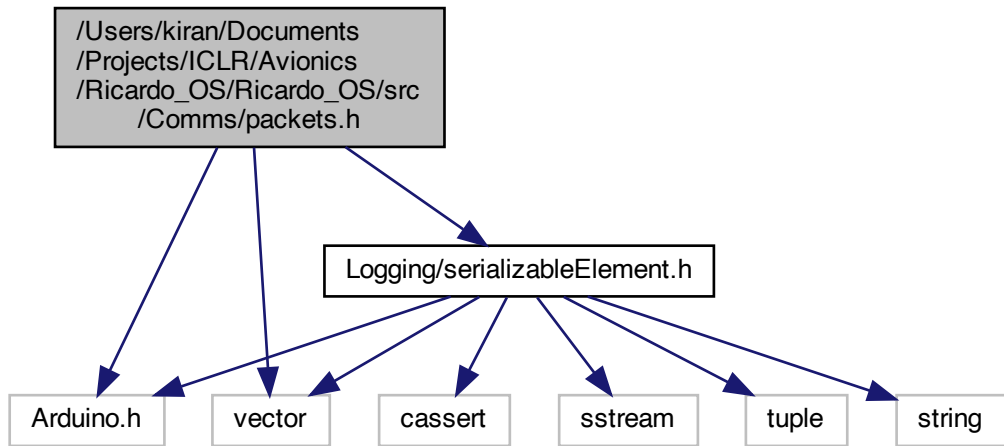 /Users/kiran/Documents
/Projects/ICLR/Avionics
/Ricardo_OS/Ricardo_OS/src
/Comms/packets.h
Logging/serializableElement.h
Arduino.h
vector
cassert
sstream
tuple
string